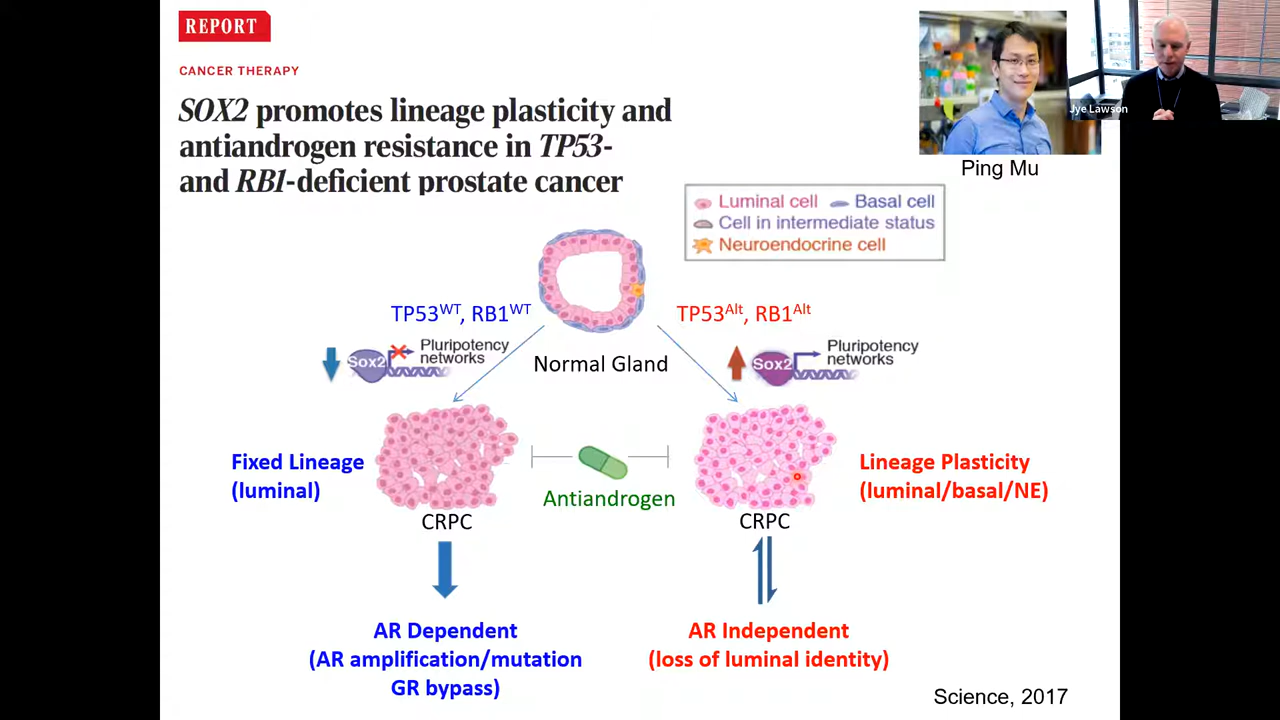 REPORT
CANCER THERAPY
SOX2 promotes lineage plasticity and
antiandrogen resistance in TP53-
and RB1-deficient prostate cancer
Ping Mu
Jye Lawson
Luminal cell
Basal cell
Cell in intermediate status
Neuroendocrine cell
TP53ᵂᵀ, RB1ᵂᵀ
TP53ᴬˡᵗ, RB1ᴬˡᵗ
Sox2
Pluripotency
networks
Normal Gland
Sox2
Pluripotency
networks
Fixed Lineage
(luminal)
Antiandrogen
Lineage Plasticity
(luminal/basal/NE)
CRPC
CRPC
AR Dependent
(AR amplification/mutation
GR bypass)
AR Independent
(loss of luminal identity)
Science, 2017